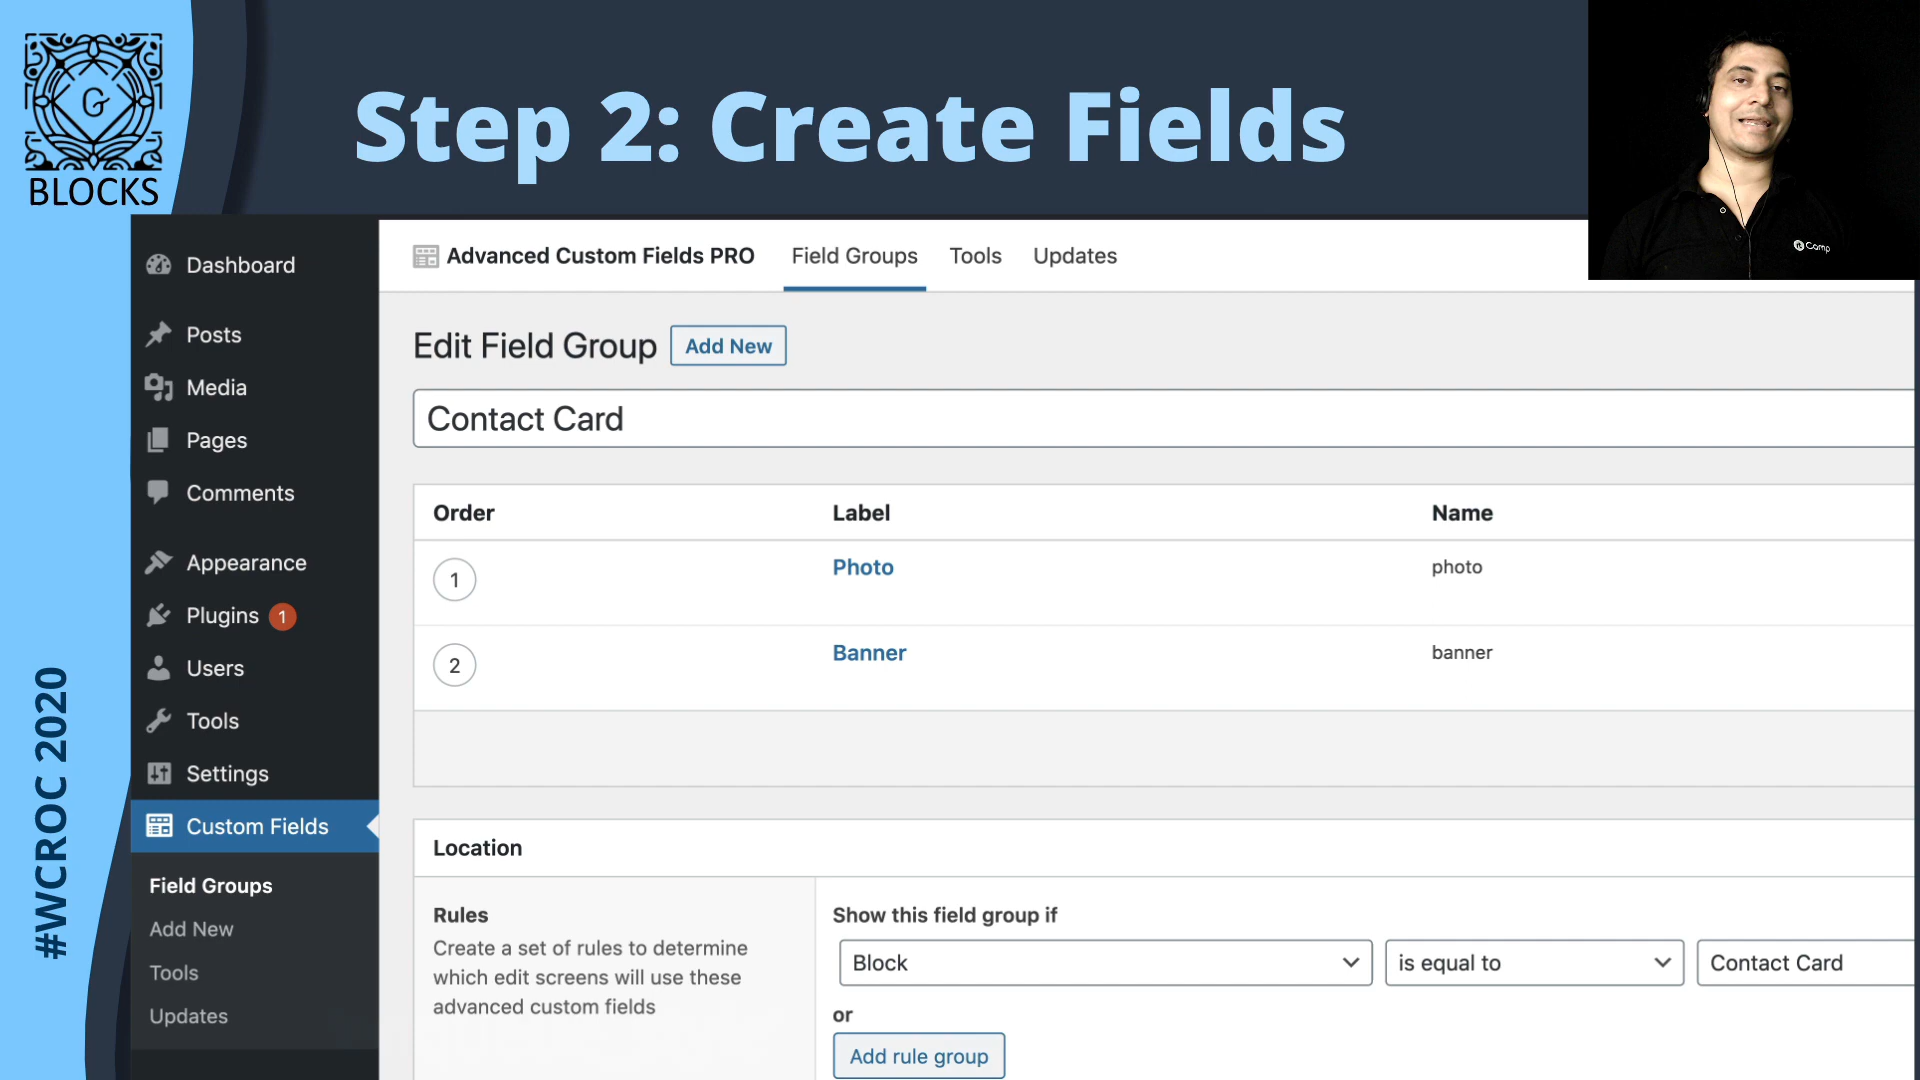 G
BLOCKS
Step 2: Create Fields
rtCamp
#WCROC 2020
Dashboard
Posts
Media
Pages
Comments
Appearance
Plugins 1
Users
Tools
Settings
Custom Fields
Field Groups
Add New
Tools
Updates
Advanced Custom Fields PRO Field Groups Tools Updates
Edit Field Group Add New
Contact Card
Order Label Name
1 Photo photo
2 Banner banner
Location
Rules
Create a set of rules to determine
which edit screens will use these
advanced custom fields
Show this field group if
Block is equal to Contact Card
or
Add rule group